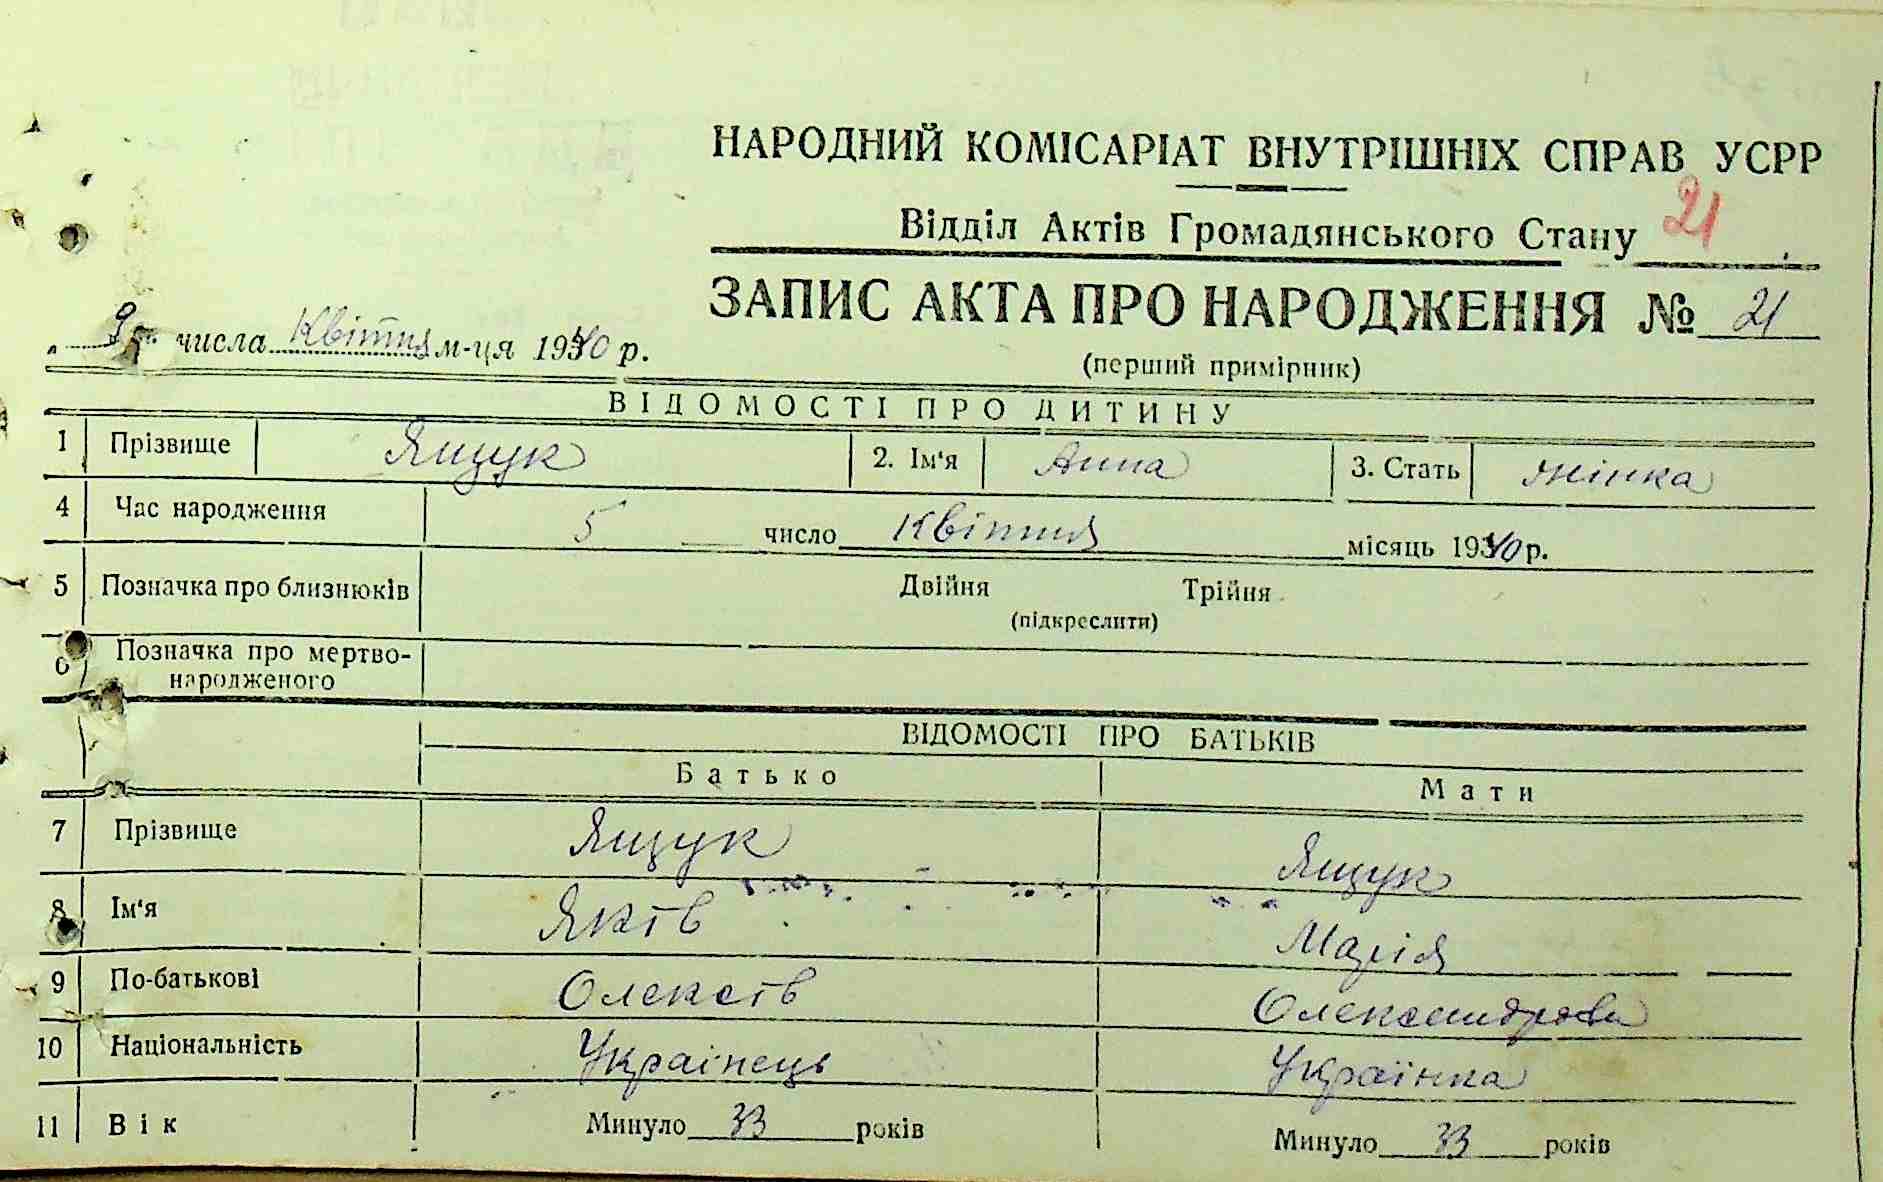 НАРОДНИЙ КОМІСАРІАТ ВНУТРІШНІХ СПРАВ УСРР
Відділ Актів Громадянського Стану 21
ЗАПИС АКТА ПРО НАРОДЖЕННЯ № 21
„9“ числа Квітня м-ця 1940 р.
(перший примірник)
ВІДОМОСТІ ПРО ДИТИНУ
1 Прізвище Ящук 2. Ім'я Анна 3. Стать жінка
4 Час народження 5 число Квітня місяць 1940 р.
5 Позначка про близнюків Двійня Трійня
(підкреслити)
6 Позначка про мертво-
народженого
ВІДОМОСТІ ПРО БАТЬКІВ
Батько Мати
7 Прізвище Ящук Ящук
8 Ім'я Яків Марія
9 По-батькові Олексів Олександрова
10 Національність Українець Українка
11 Вік Минуло 33 років Минуло 33 років